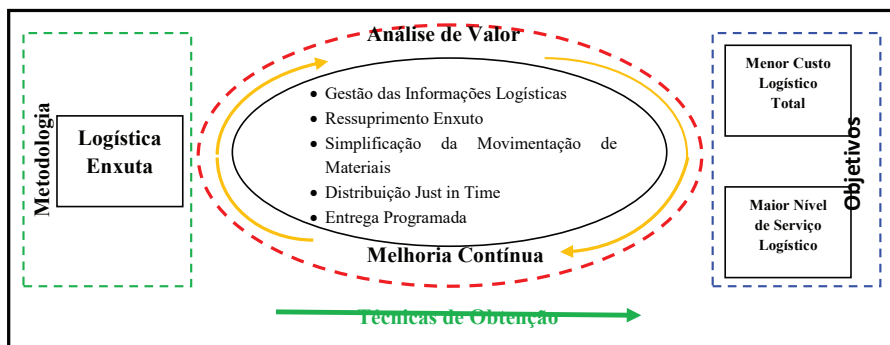 Metodologia
Logística
Enxuta
Análise de Valor
• Gestão das Informações Logísticas
• Ressuprimento Enxuto
• Simplificação da Movimentação de
Materiais
• Distribuição Just in Time
• Entrega Programada
Melhoria Contínua
Técnicas de Obtenção
Menor Custo
Logístico
Total
Maior Nível
de Serviço
Logístico
Objetivos